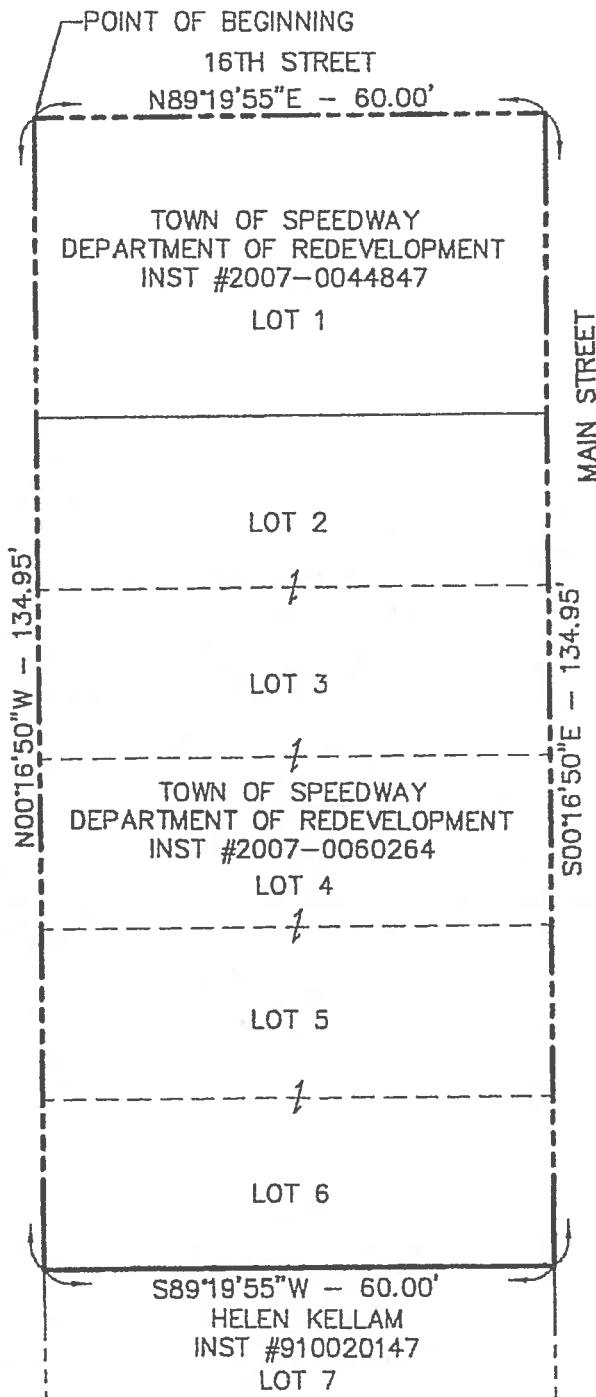 POINT OF BEGINNING
16TH STREET
N89°19'55"E - 60.00'
TOWN OF SPEEDWAY
DEPARTMENT OF REDEVELOPMENT
INST #2007-0044847
LOT 1
MAIN STREET
LOT 2
N00°16'50"W - 134.95'
S00°16'50"E - 134.95'
LOT 3
TOWN OF SPEEDWAY
DEPARTMENT OF REDEVELOPMENT
INST #2007-0060264
LOT 4
LOT 5
LOT 6
S89°19'55"W - 60.00'
HELEN KELLAM
INST #910020147
LOT 7